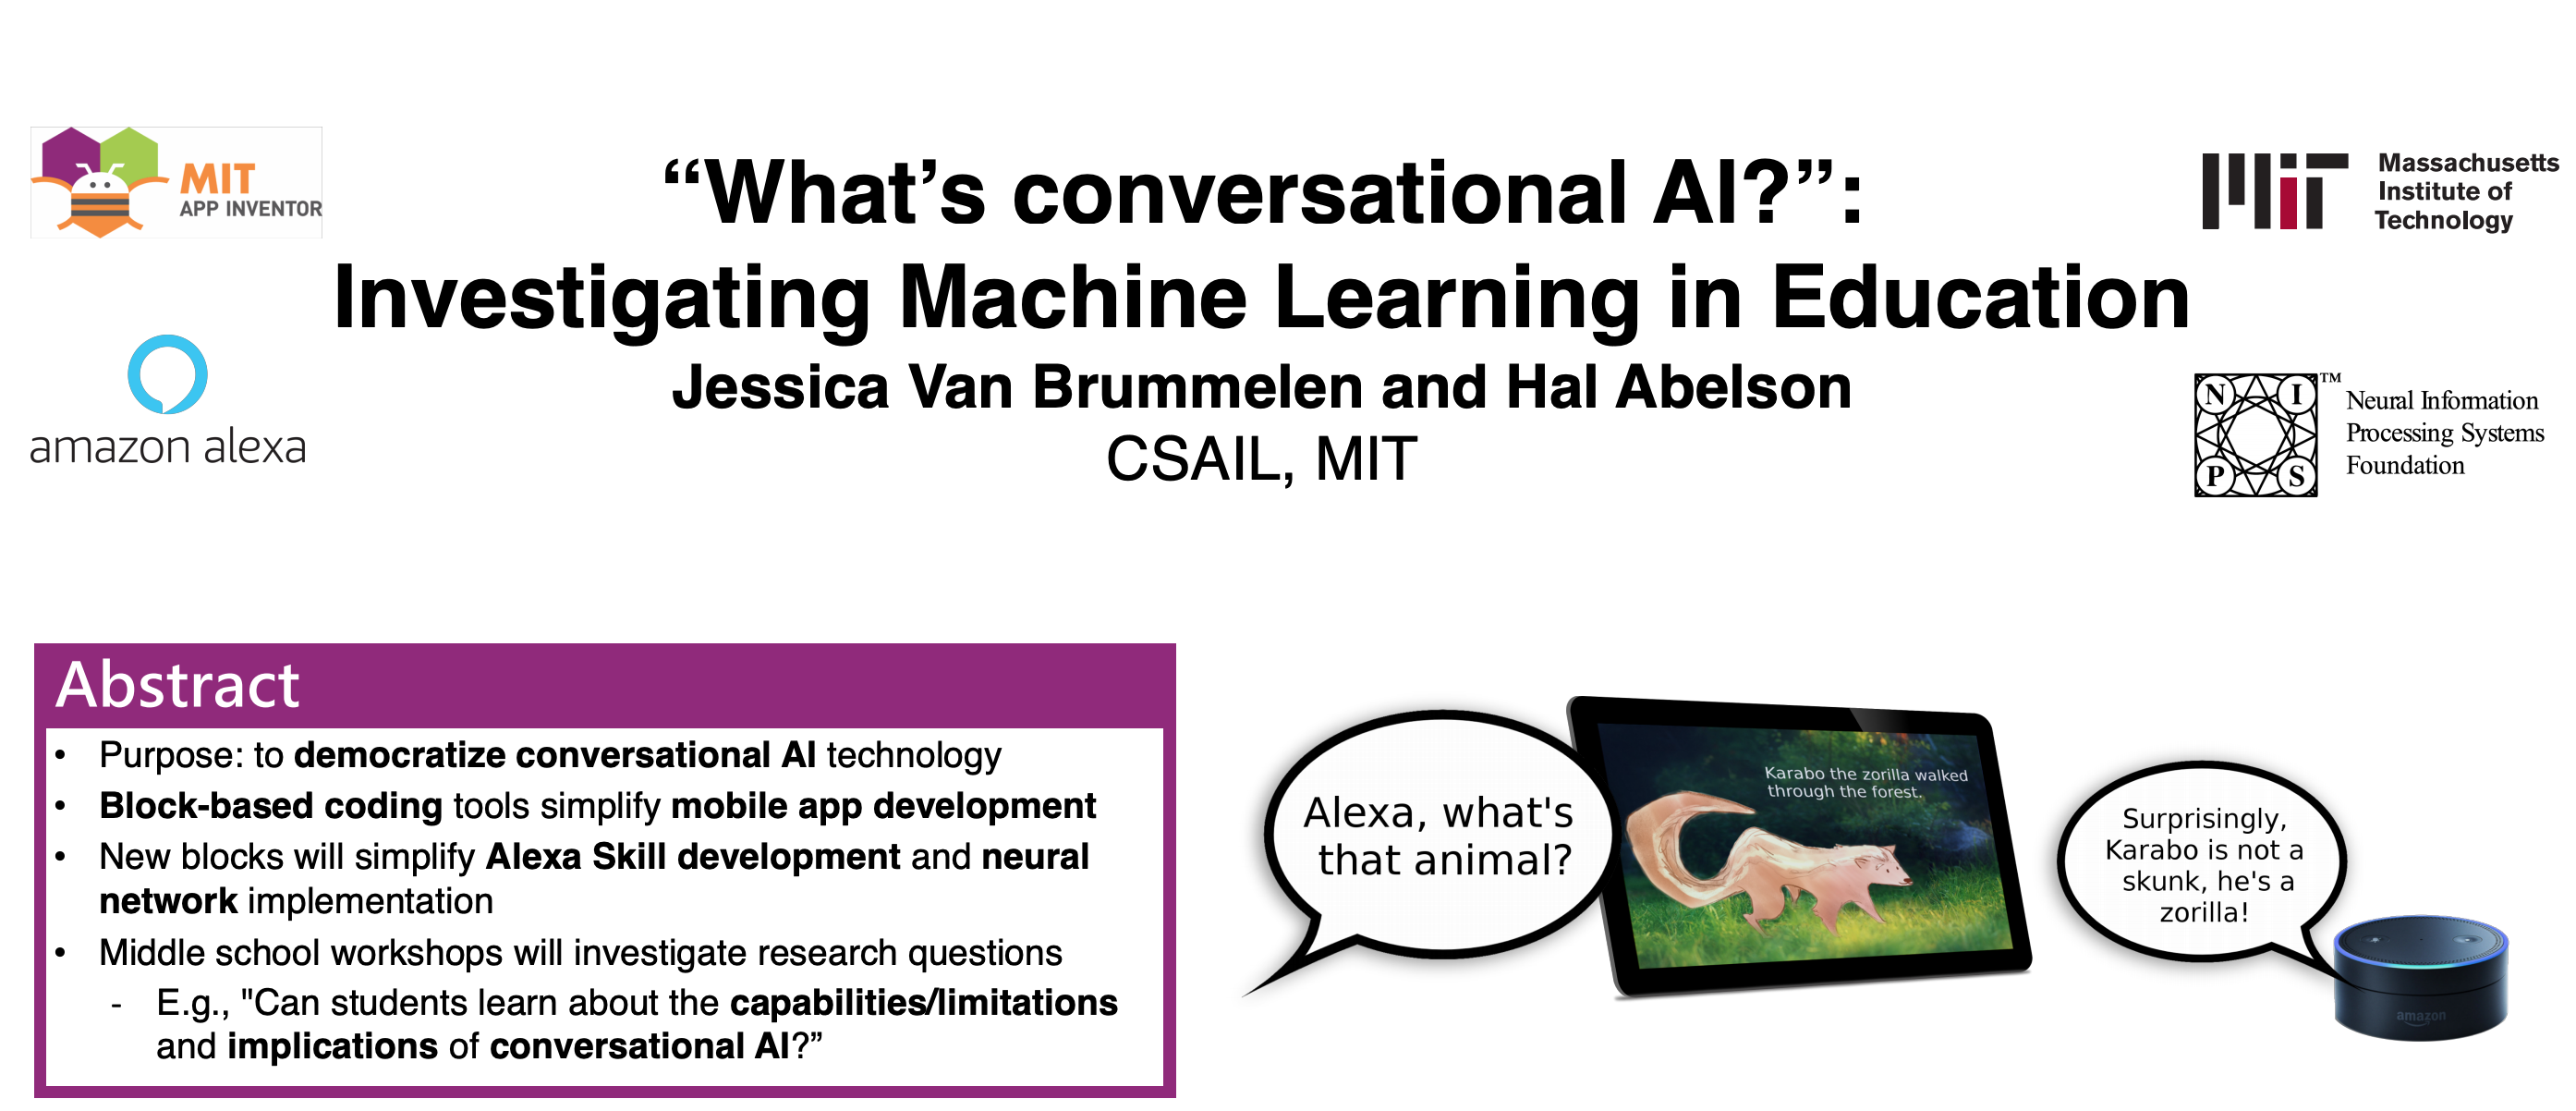 MIT
APP INVENTOR
amazon alexa
“What’s conversational AI?”:
Investigating Machine Learning in Education
Jessica Van Brummelen and Hal Abelson
CSAIL, MIT
MIT
Massachusetts
Institute of
Technology
N I
P S
™
Neural Information
Processing Systems
Foundation
Abstract
• Purpose: to democratize conversational AI technology
• Block-based coding tools simplify mobile app development
• New blocks will simplify Alexa Skill development and neural
network implementation
• Middle school workshops will investigate research questions
- E.g., "Can students learn about the capabilities/limitations
and implications of conversational AI?”
Alexa, what's
that animal?
Karabo the zorilla walked
through the forest.
Surprisingly,
Karabo is not a
skunk, he's a
zorilla!
amazon